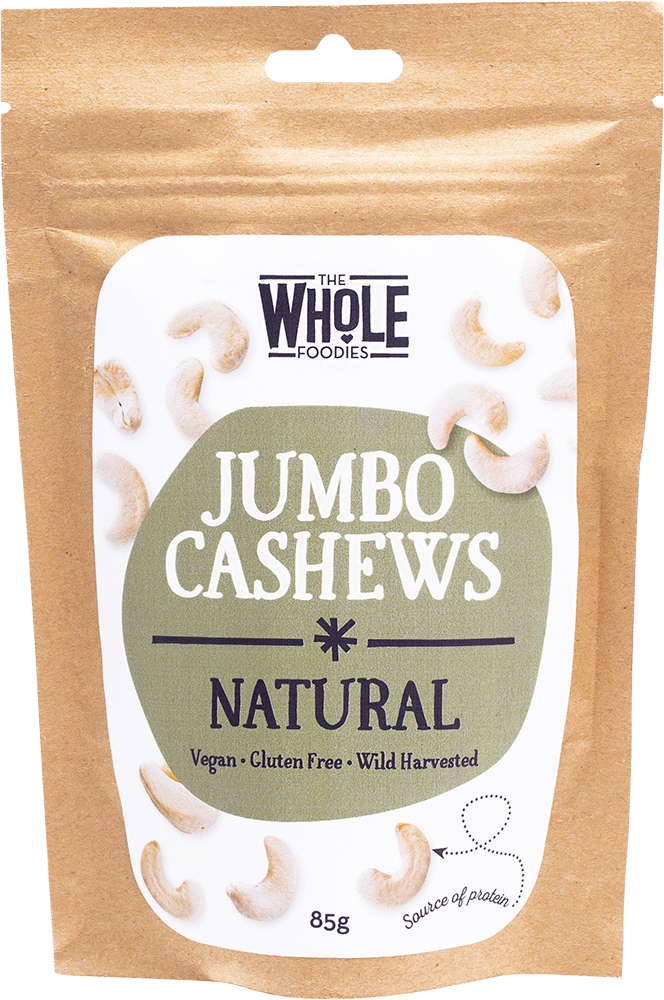 THE
WHOLE
FOODIES
JUMBO
CASHEWS
NATURAL
Vegan • Gluten Free • Wild Harvested
Source of protein
85g